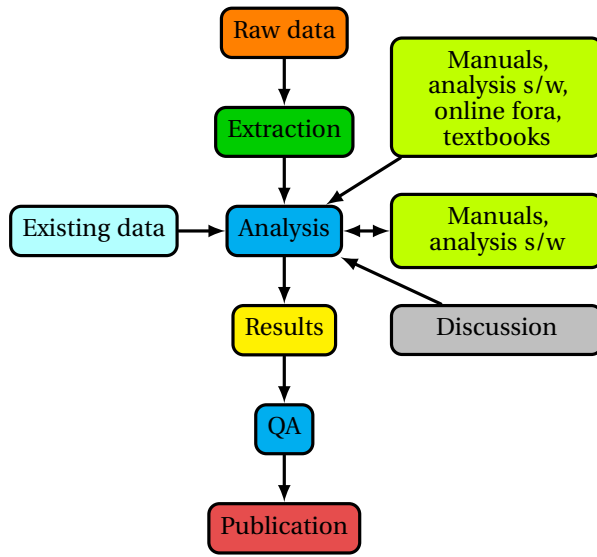 Raw data
Manuals,
analysis s/w,
online fora,
textbooks
Extraction
Existing data
Analysis
Manuals,
analysis s/w
Results
Discussion
QA
Publication